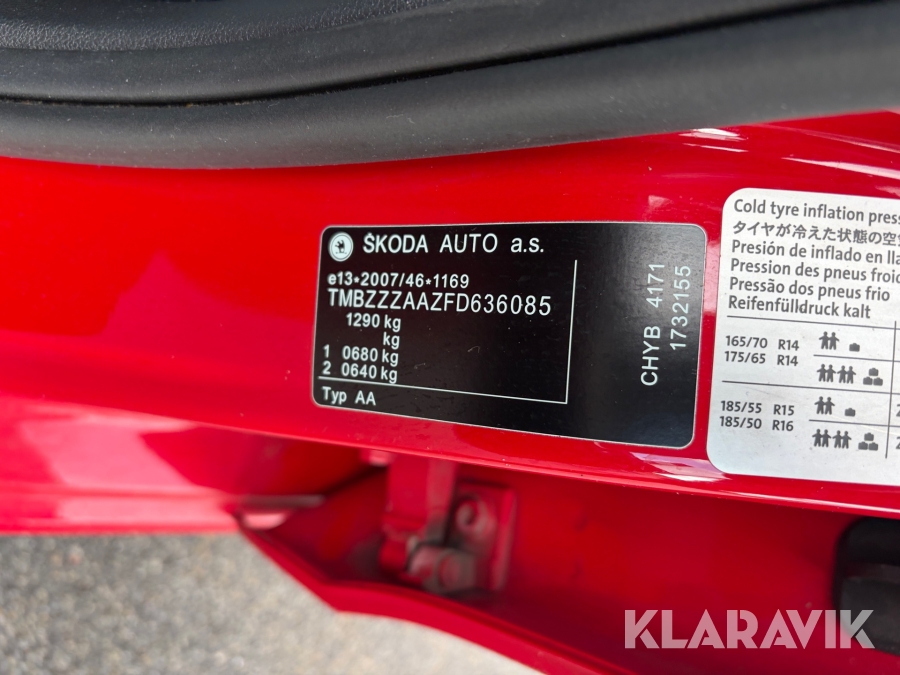 ŠKODA AUTO a.s.
e13*2007/46*1169
TMBZZZAAZFD636085
1290 kg
kg
1 0680 kg
2 0640 kg
Typ AA
CHYB 4171
1732155
Cold tyre inflation press
タイヤが冷えた状態の空
Presión de inflado en lla
Pression des pneus froid
Pressão dos pneus frio
Reifenfülldruck kalt
165/70 R14
175/65 R14
185/55 R15
185/50 R16
2
2
KLARAVIK